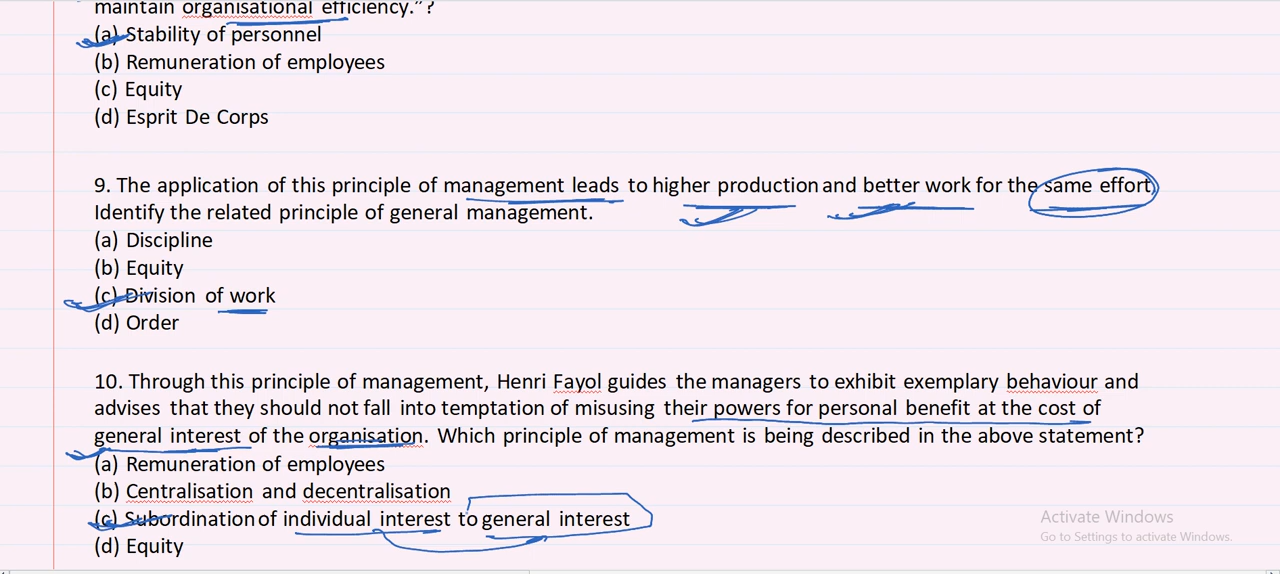 maintain organisational efficiency."?
(a) Stability of personnel
(b) Remuneration of employees
(c) Equity
(d) Esprit De Corps
9. The application of this principle of management leads to higher production and better work for the same effort
Identify the related principle of general management.
(a) Discipline
(b) Equity
(c) Division of work
(d) Order
10. Through this principle of management, Henri Fayol guides the managers to exhibit exemplary behaviour and
advises that they should not fall into temptation of misusing their powers for personal benefit at the cost of
general interest of the organisation. Which principle of management is being described in the above statement?
(a) Remuneration of employees
(b) Centralisation and decentralisation
(c) Subordination of individual interest to general interest
(d) Equity
Activate Windows
Go to Settings to activate Windows.